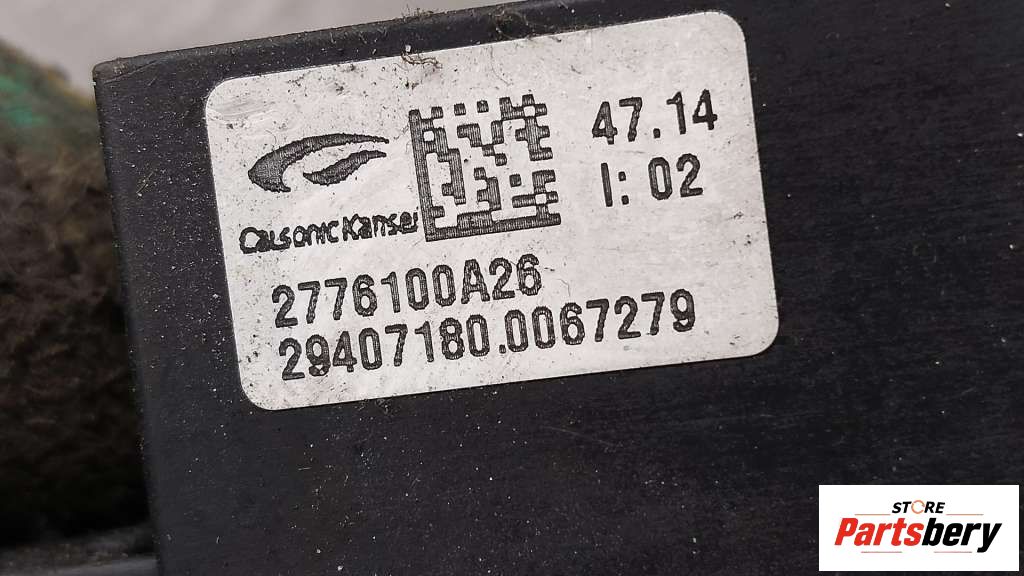 47.14
I: 02
Calsonic Kansei
2776100A26
29407180.0067279
STORE
Partsbery